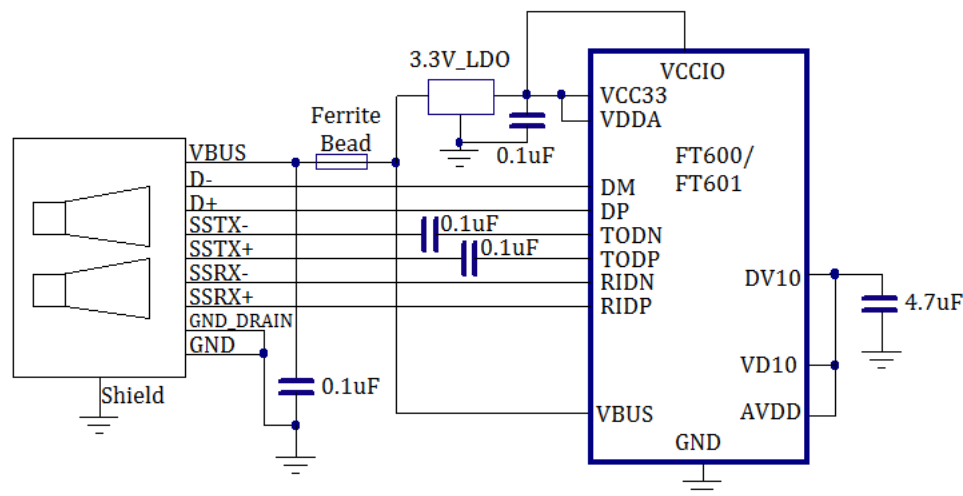 3.3V_LDO
VCCIO
VCC33
VDDA
0.1uF
Ferrite
Bead
FT600/
FT601
VBUS
D-
D+
SSTX-
SSTX+
SSRX-
SSRX+
GND_DRAIN
GND
Shield
0.1uF
0.1uF
0.1uF
DM
DP
TODN
TODP
RIDN
RIDP
VBUS
GND
DV10
VD10
AVDD
4.7uF